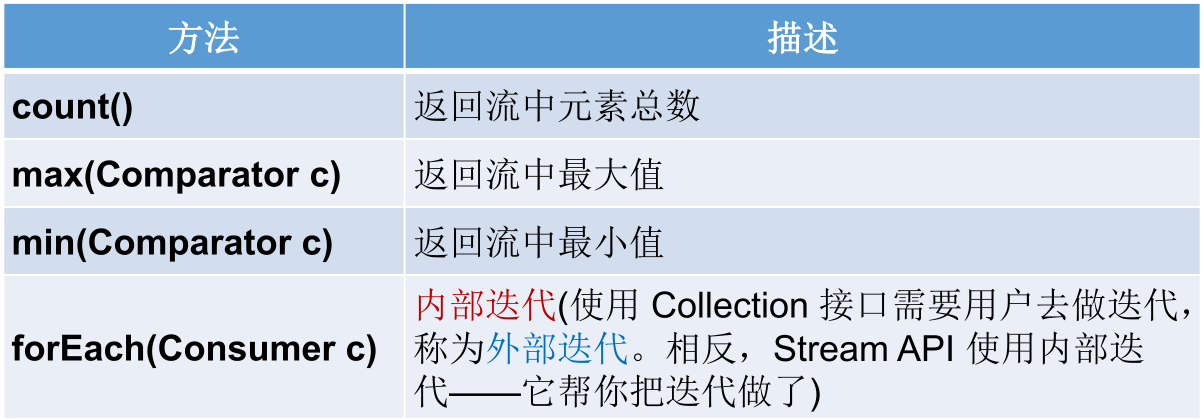 方法 描述
count() 返回流中元素总数
max(Comparator c) 返回流中最大值
min(Comparator c) 返回流中最小值
forEach(Consumer c) 内部迭代(使用 Collection 接口需要用户去做迭代，
称为外部迭代。相反，Stream API 使用内部迭
代——它帮你把迭代做了)